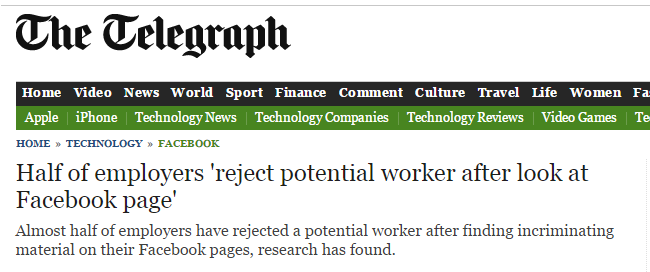 The Telegraph
Home Video News World Sport Finance Comment Culture Travel Life Women
Apple iPhone Technology News Technology Companies Technology Reviews Video Games
HOME » TECHNOLOGY » FACEBOOK
Half of employers 'reject potential worker after look at
Facebook page'
Almost half of employers have rejected a potential worker after finding incriminating
material on their Facebook pages, research has found.